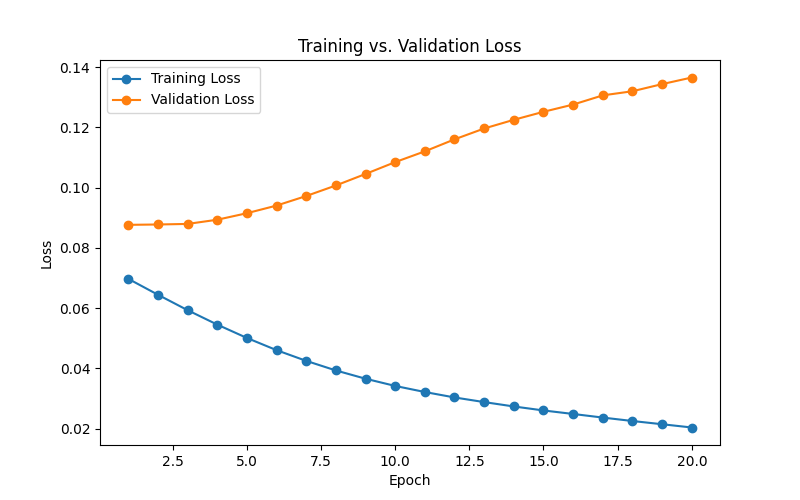 Training vs. Validation Loss
Training Loss
Validation Loss
0.14
0.12
0.10
0.08
0.06
0.04
0.02
Loss
2.5 5.0 7.5 10.0 12.5 15.0 17.5 20.0
Epoch